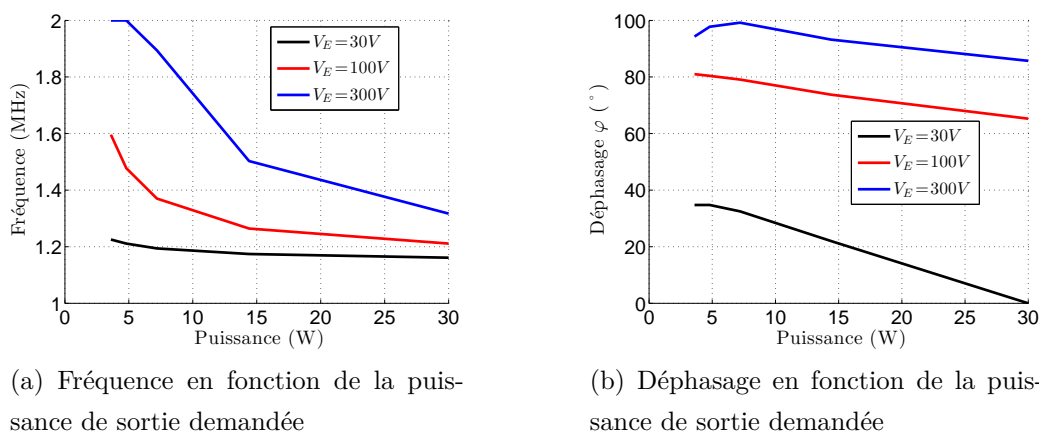 2
1.8
1.6
1.4
1.2
1
0 5 10 15 20 25 30
Fréquence (MHz)
Puissance (W)
V_E=30V
V_E=100V
V_E=300V
(a) Fréquence en fonction de la puis-
sance de sortie demandée
100
80
60
40
20
0
0 5 10 15 20 25 30
Déphasage φ (°)
Puissance (W)
V_E=30V
V_E=100V
V_E=300V
(b) Déphasage en fonction de la puis-
sance de sortie demandée